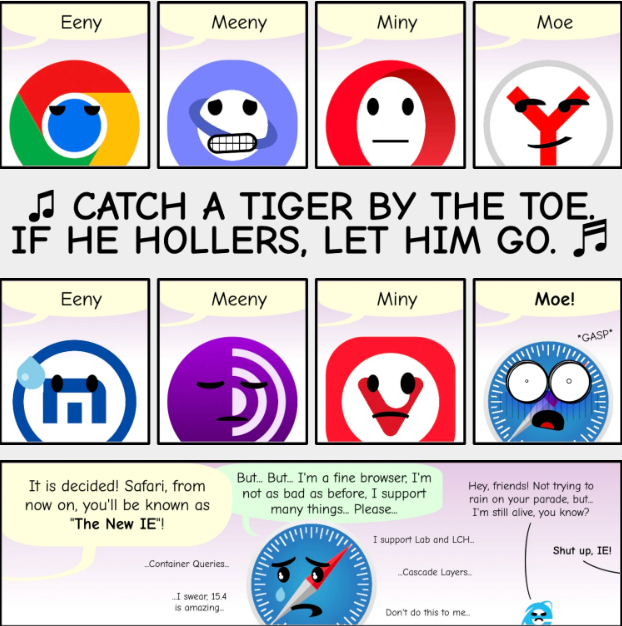 Eeny
Meeny
Miny
Moe
♫ CATCH A TIGER BY THE TOE.
IF HE HOLLERS, LET HIM GO. ♫
Eeny
Meeny
Miny
Moe!
*GASP*
It is decided! Safari, from
now on, you'll be known as
"The New IE"!
But... But... I'm a fine browser, I'm
not as bad as before, I support
many things... Please...
I support Lab and LCH...
...Container Queries...
...Cascade Layers...
...I swear, 15.4
is amazing...
Don't do this to me...
Hey, friends! Not trying to
rain on your parade, but...
I'm still alive, you know?
Shut up, IE!